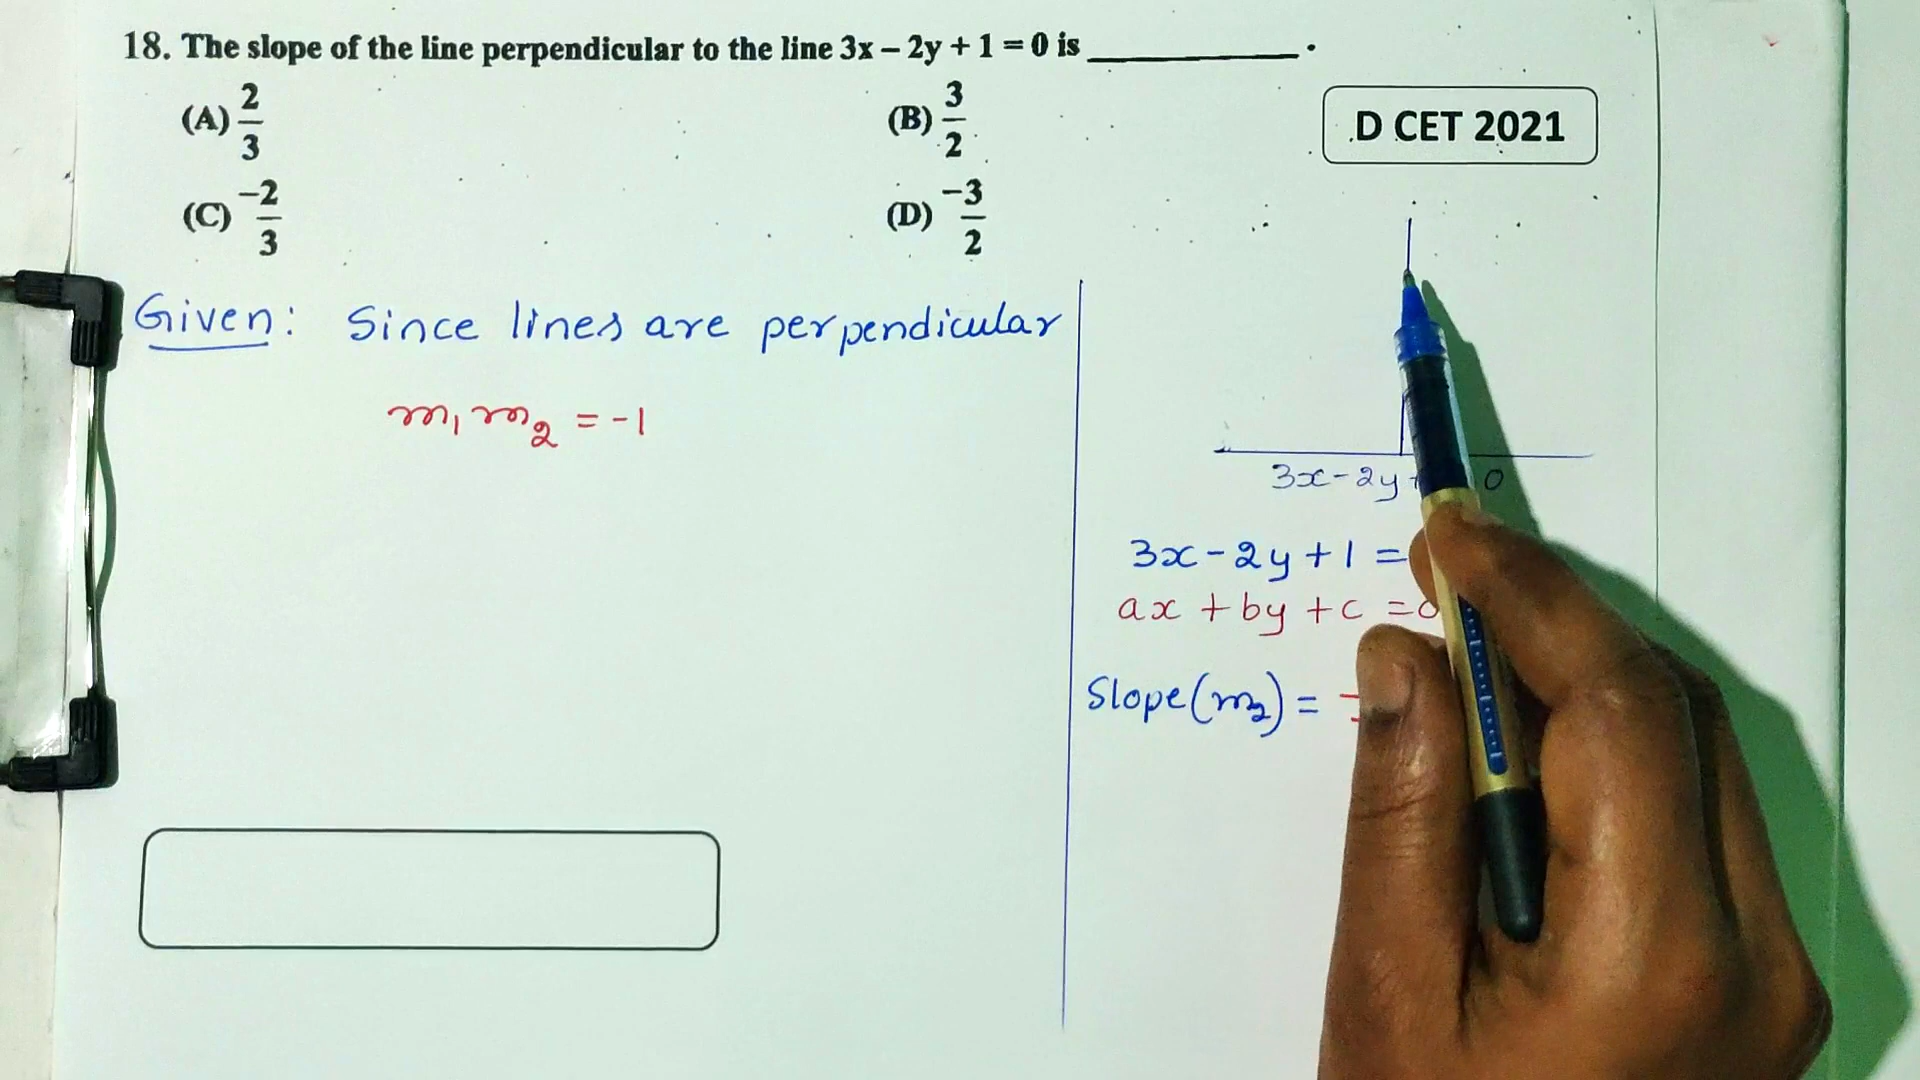 18. The slope of the line perpendicular to the line 3x – 2y + 1 = 0 is ____________ .
(A) 2/3
(B) 3/2
D CET 2021
(C) -2/3
(D) -3/2
Given: Since lines are perpendicular
m₁ m₂ = -1
3x - 2y + 0
3x - 2y + 1 =
ax + by + c = 0
Slope (m₂) = -